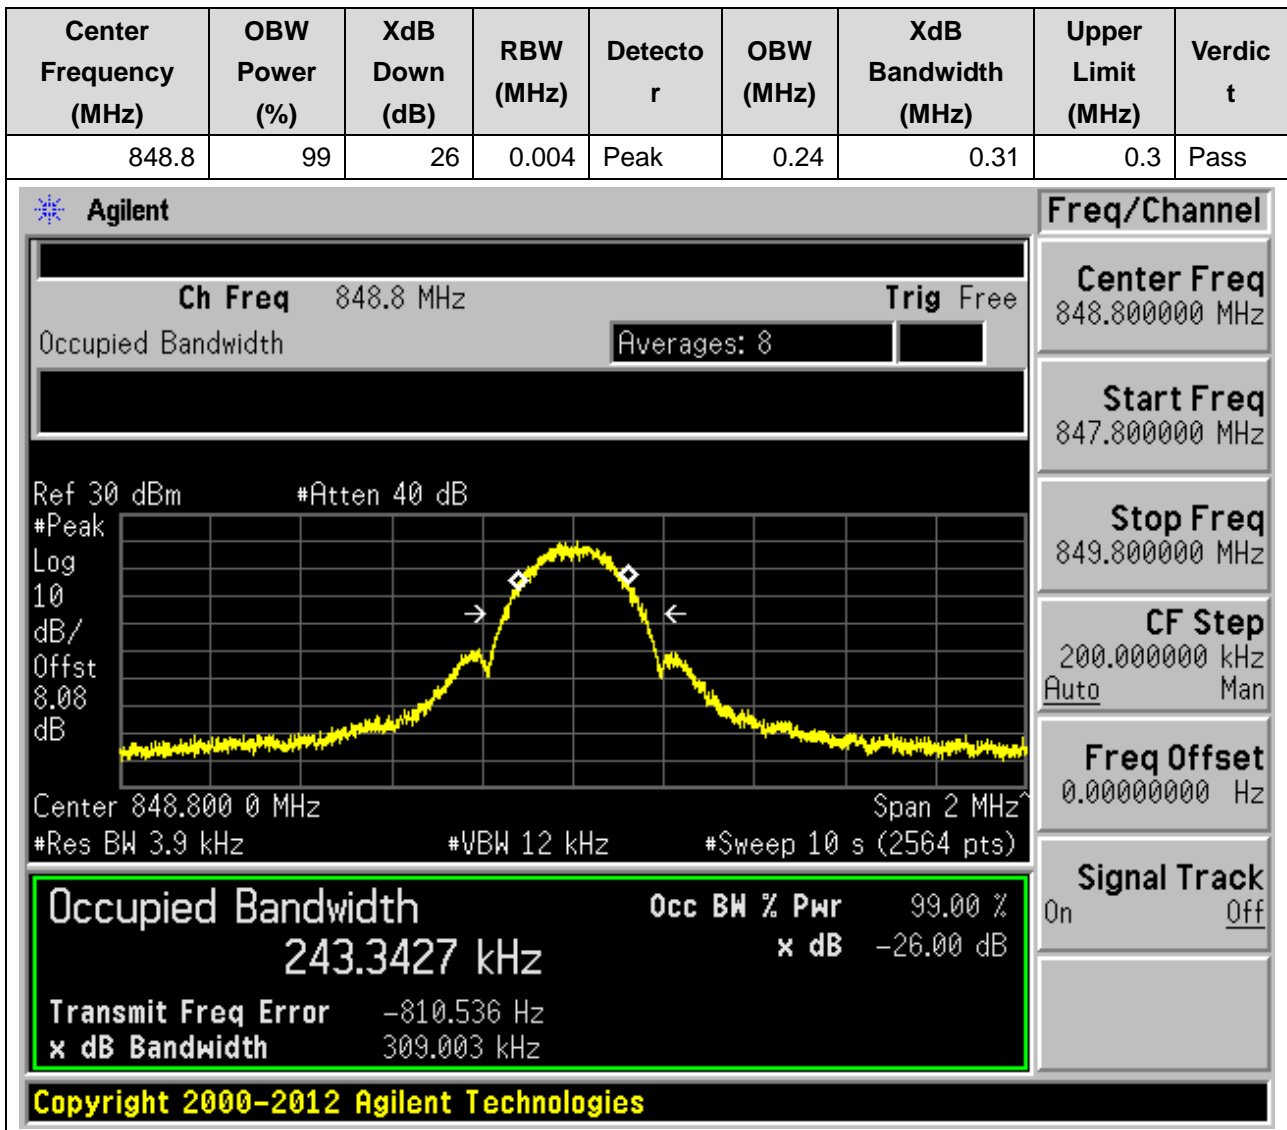 Center Frequency (MHz) OBW Power (%) XdB Down (dB) RBW (MHz) Detecto r OBW (MHz) XdB Bandwidth (MHz) Upper Limit (MHz) Verdic t
848.8 99 26 0.004 Peak 0.24 0.31 0.3 Pass
Agilent
Freq/Channel
Ch Freq 848.8 MHz Trig Free
Occupied Bandwidth Averages: 8
Center Freq
848.800000 MHz
Start Freq
847.800000 MHz
Stop Freq
849.800000 MHz
CF Step
200.000000 kHz
Auto Man
Freq Offset
0.00000000 Hz
Signal Track
On Off
Ref 30 dBm #Atten 40 dB
#Peak
Log
10
dB/
Offst
8.08
dB
Center 848.800 0 MHz Span 2 MHz^
#Res BW 3.9 kHz #VBW 12 kHz #Sweep 10 s (2564 pts)
Occupied Bandwidth Occ BW % Pwr 99.00 %
243.3427 kHz x dB -26.00 dB
Transmit Freq Error -810.536 Hz
x dB Bandwidth 309.003 kHz
Copyright 2000-2012 Agilent Technologies